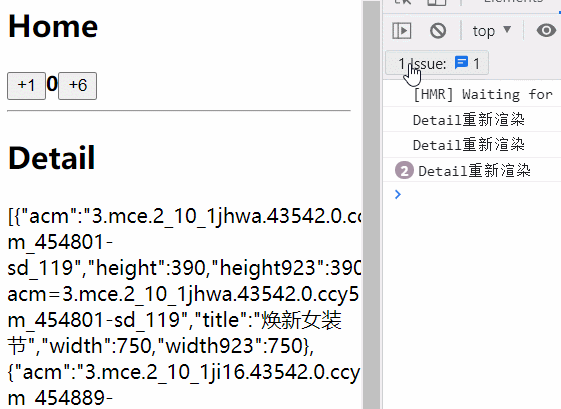 Home
+1 0 +6
Detail
[{"acm":"3.mce.2_10_1jhwa.43542.0.cc
m_454801-
sd_119","height":390,"height923":390
acm=3.mce.2_10_1jhwa.43542.0.ccy5
m_454801-sd_119","title":"焕新女装
节","width":750,"width923":750},
{"acm":"3.mce.2_10_1ji16.43542.0.ccy
m_454889-
top
1 Issue: 1
[HMR] Waiting for
Detail重新渲染
Detail重新渲染
2 Detail重新渲染